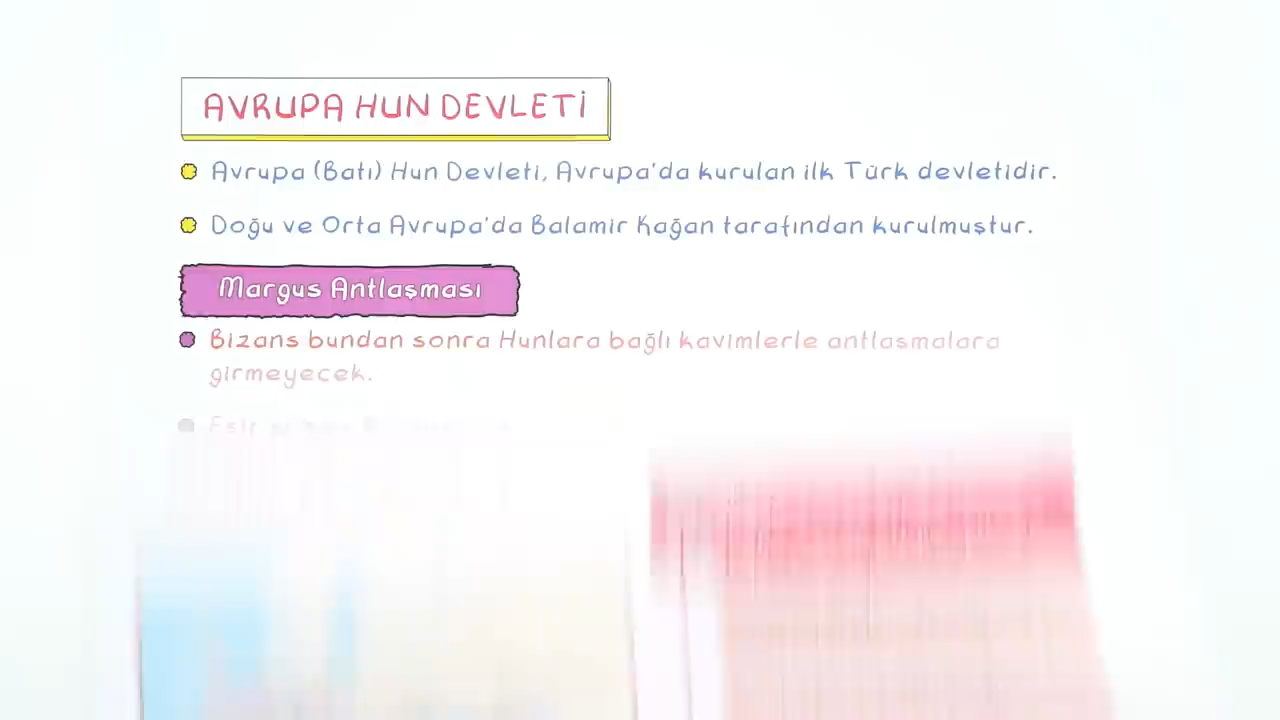 AVRUPA HUN DEVLETİ
Avrupa (Batı) Hun Devleti, Avrupa'da kurulan ilk Türk devletidir.
Doğu ve Orta Avrupa'da Balamir Kağan tarafından kurulmuştur.
Margus Antlaşması
Bizans bundan sonra Hunlara bağlı kavimlerle antlaşmalara
girmeyecek.